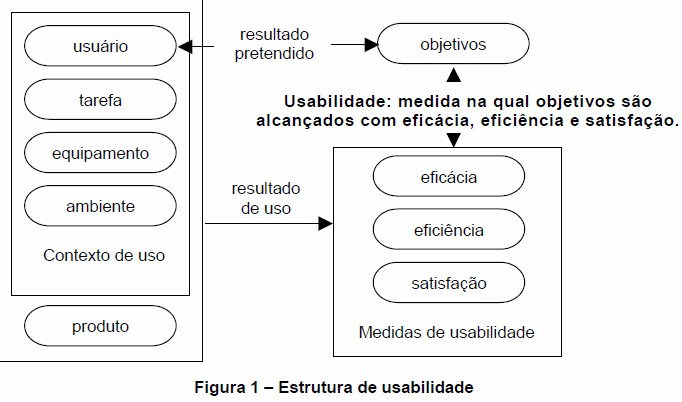 usuário
resultado
pretendido
objetivos
tarefa
Usabilidade: medida na qual objetivos são
alcançados com eficácia, eficiência e satisfação.
equipamento
ambiente
Contexto de uso
produto
resultado
de uso
eficácia
eficiência
satisfação
Medidas de usabilidade
Figura 1 – Estrutura de usabilidade